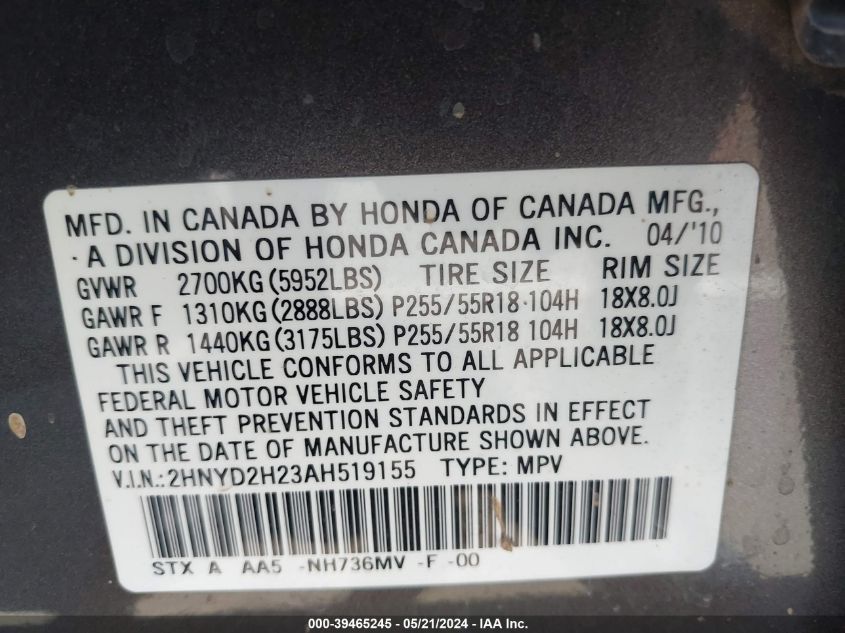 MFD. IN CANADA BY HONDA OF CANADA MFG.,
A DIVISION OF HONDA CANADA INC. 04/'10
GVWR 2700KG (5952LBS) TIRE SIZE RIM SIZE
GAWR F 1310KG (2888LBS) P255/55R18 104H 18X8.0J
GAWR R 1440KG (3175LBS) P255/55R18 104H 18X8.0J
THIS VEHICLE CONFORMS TO ALL APPLICABLE
FEDERAL MOTOR VEHICLE SAFETY
AND THEFT PREVENTION STANDARDS IN EFFECT
ON THE DATE OF MANUFACTURE SHOWN ABOVE.
V.I.N.:2HNYD2H23AH519155 TYPE: MPV
STX A AA5 -NH736MV -F -00
000-39465245 - 05/21/2024 - IAA Inc.